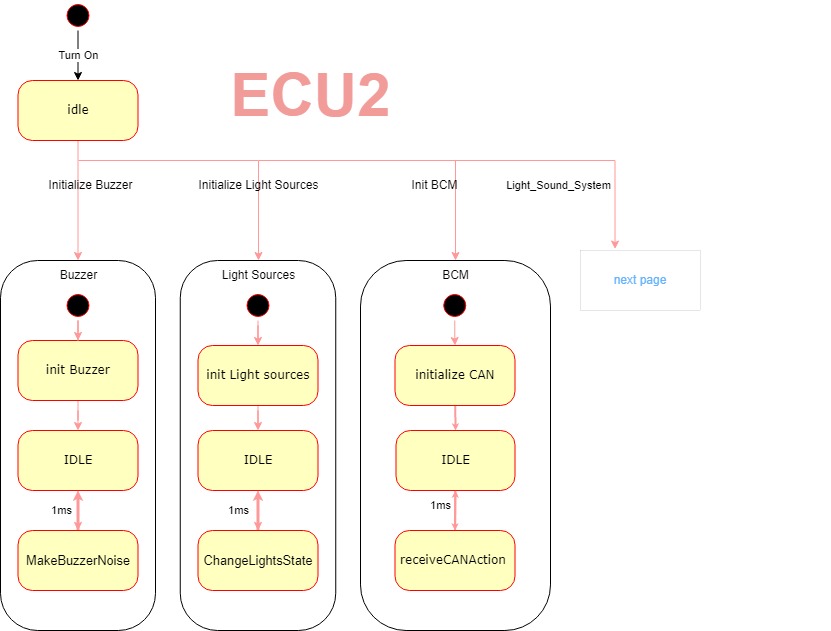 Turn On
ECU2
idle
Initialize Buzzer
Initialize Light Sources
Init BCM
Light_Sound_System
next page
Buzzer
Light Sources
BCM
init Buzzer
init Light sources
initialize CAN
IDLE
IDLE
IDLE
1ms
1ms
1ms
MakeBuzzerNoise
ChangeLightsState
receiveCANAction